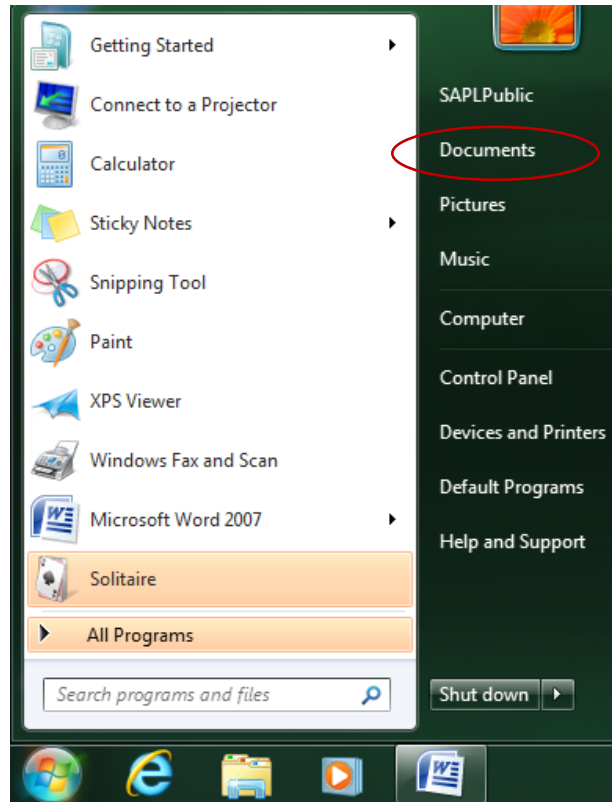 Getting Started
Connect to a Projector
Calculator
Sticky Notes
Snipping Tool
Paint
XPS Viewer
Windows Fax and Scan
Microsoft Word 2007
Solitaire
All Programs
Search programs and files
SAPLPublic
Documents
Pictures
Music
Computer
Control Panel
Devices and Printers
Default Programs
Help and Support
Shut down